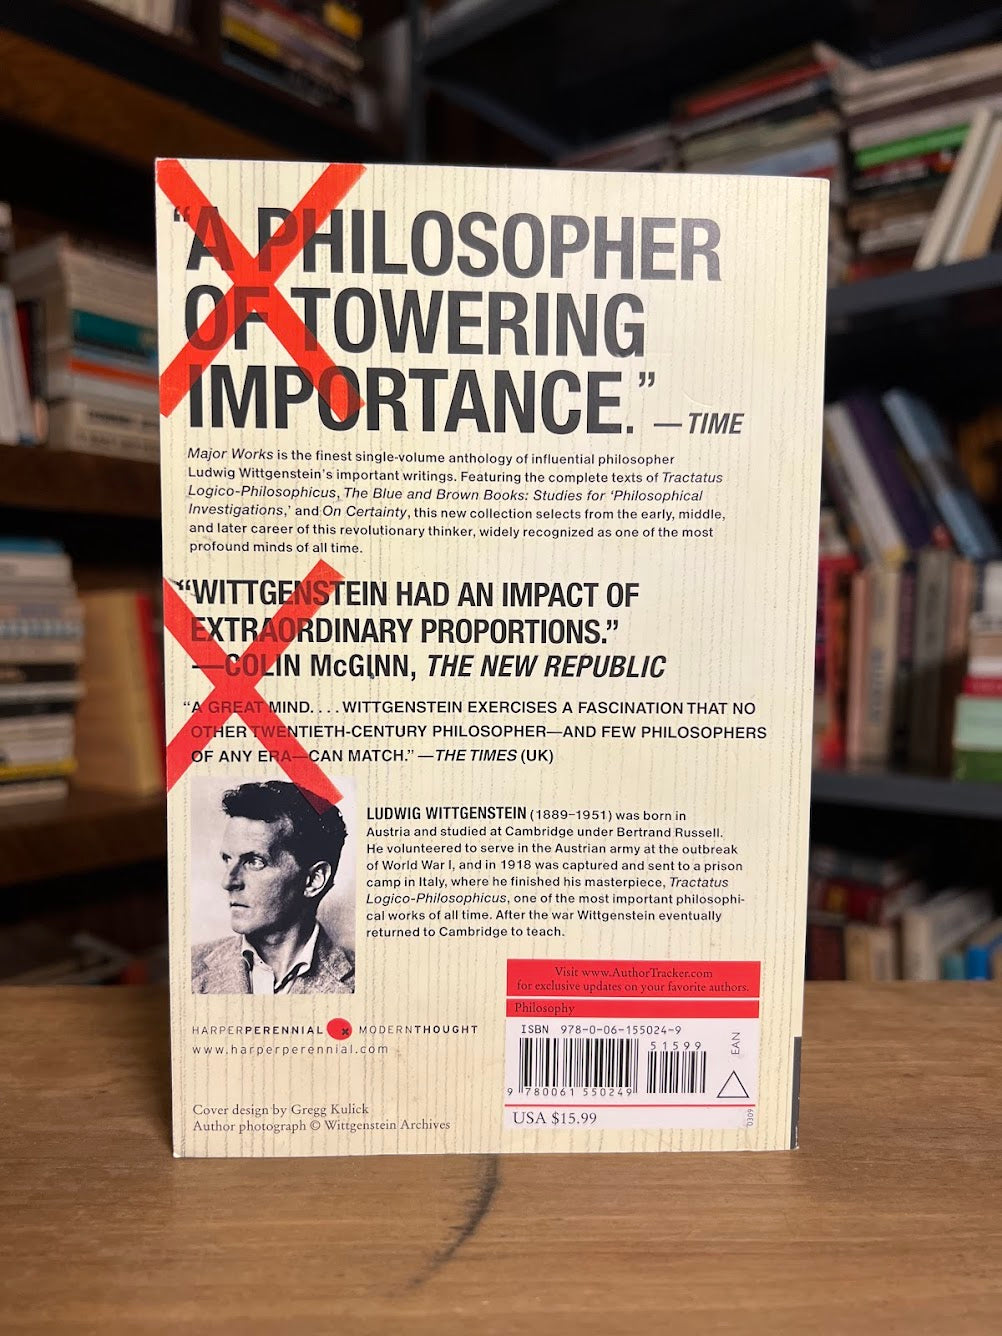 “A PHILOSOPHER
OF TOWERING
IMPORTANCE.” —TIME
Major Works is the finest single-volume anthology of influential philosopher
Ludwig Wittgenstein’s important writings. Featuring the complete texts of Tractatus
Logico-Philosophicus, The Blue and Brown Books: Studies for ‘Philosophical
Investigations,’ and On Certainty, this new collection selects from the early, middle,
and later career of this revolutionary thinker, widely recognized as one of the most
profound minds of all time.
“WITTGENSTEIN HAD AN IMPACT OF
EXTRAORDINARY PROPORTIONS.”
—COLIN McGINN, THE NEW REPUBLIC
“A GREAT MIND. . . . WITTGENSTEIN EXERCISES A FASCINATION THAT NO
OTHER TWENTIETH-CENTURY PHILOSOPHER—AND FEW PHILOSOPHERS
OF ANY ERA—CAN MATCH.” —THE TIMES (UK)
LUDWIG WITTGENSTEIN (1889–1951) was born in
Austria and studied at Cambridge under Bertrand Russell.
He volunteered to serve in the Austrian army at the outbreak
of World War I, and in 1918 was captured and sent to a prison
camp in Italy, where he finished his masterpiece, Tractatus
Logico-Philosophicus, one of the most important philosophi-
cal works of all time. After the war Wittgenstein eventually
returned to Cambridge to teach.
Visit www.AuthorTracker.com
for exclusive updates on your favorite authors.
Philosophy
ISBN 978-0-06-155024-9
51599
EAN
9 780061 550249
USA $15.99
0309
HARPERPERENNIAL MODERNTHOUGHT
www.harperperennial.com
Cover design by Gregg Kulick
Author photograph © Wittgenstein Archives